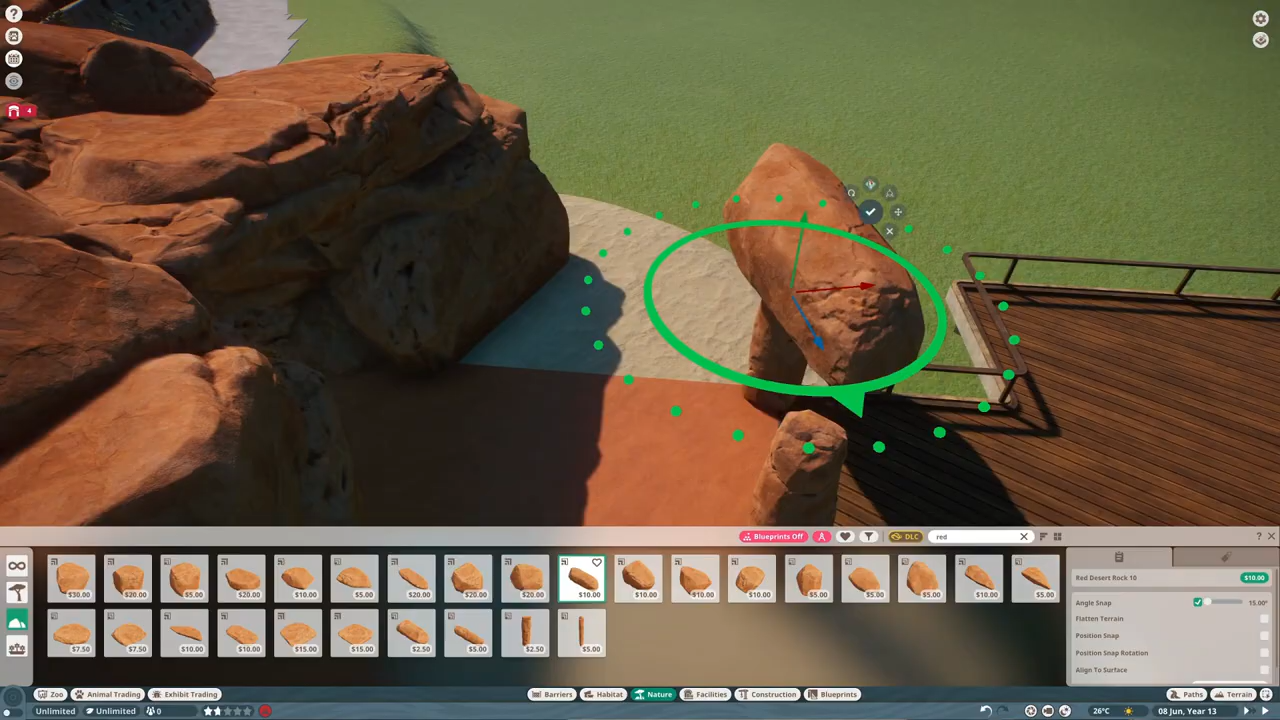 ?
4
Blueprints Off
DLC
red
?
$30.00 $20.00 $5.00 $20.00 $10.00 $5.00 $5.00 $20.00 $20.00 $10.00 $10.00 $10.00 $10.00 $5.00 $5.00 $5.00 $10.00 $5.00
$7.50 $7.50 $10.00 $10.00 $15.00 $15.00 $2.50 $5.00 $2.50 $5.00
Red Desert Rock 10 $10.00
Angle Snap 15.00°
Flatten Terrain
Position Snap
Position Snap Rotation
Align To Surface
Zoo Animal Trading Exhibit Trading Barriers Habitat Nature Facilities Construction Blueprints Paths Terrain
Unlimited Unlimited 0 26°C 08 Jun, Year 13